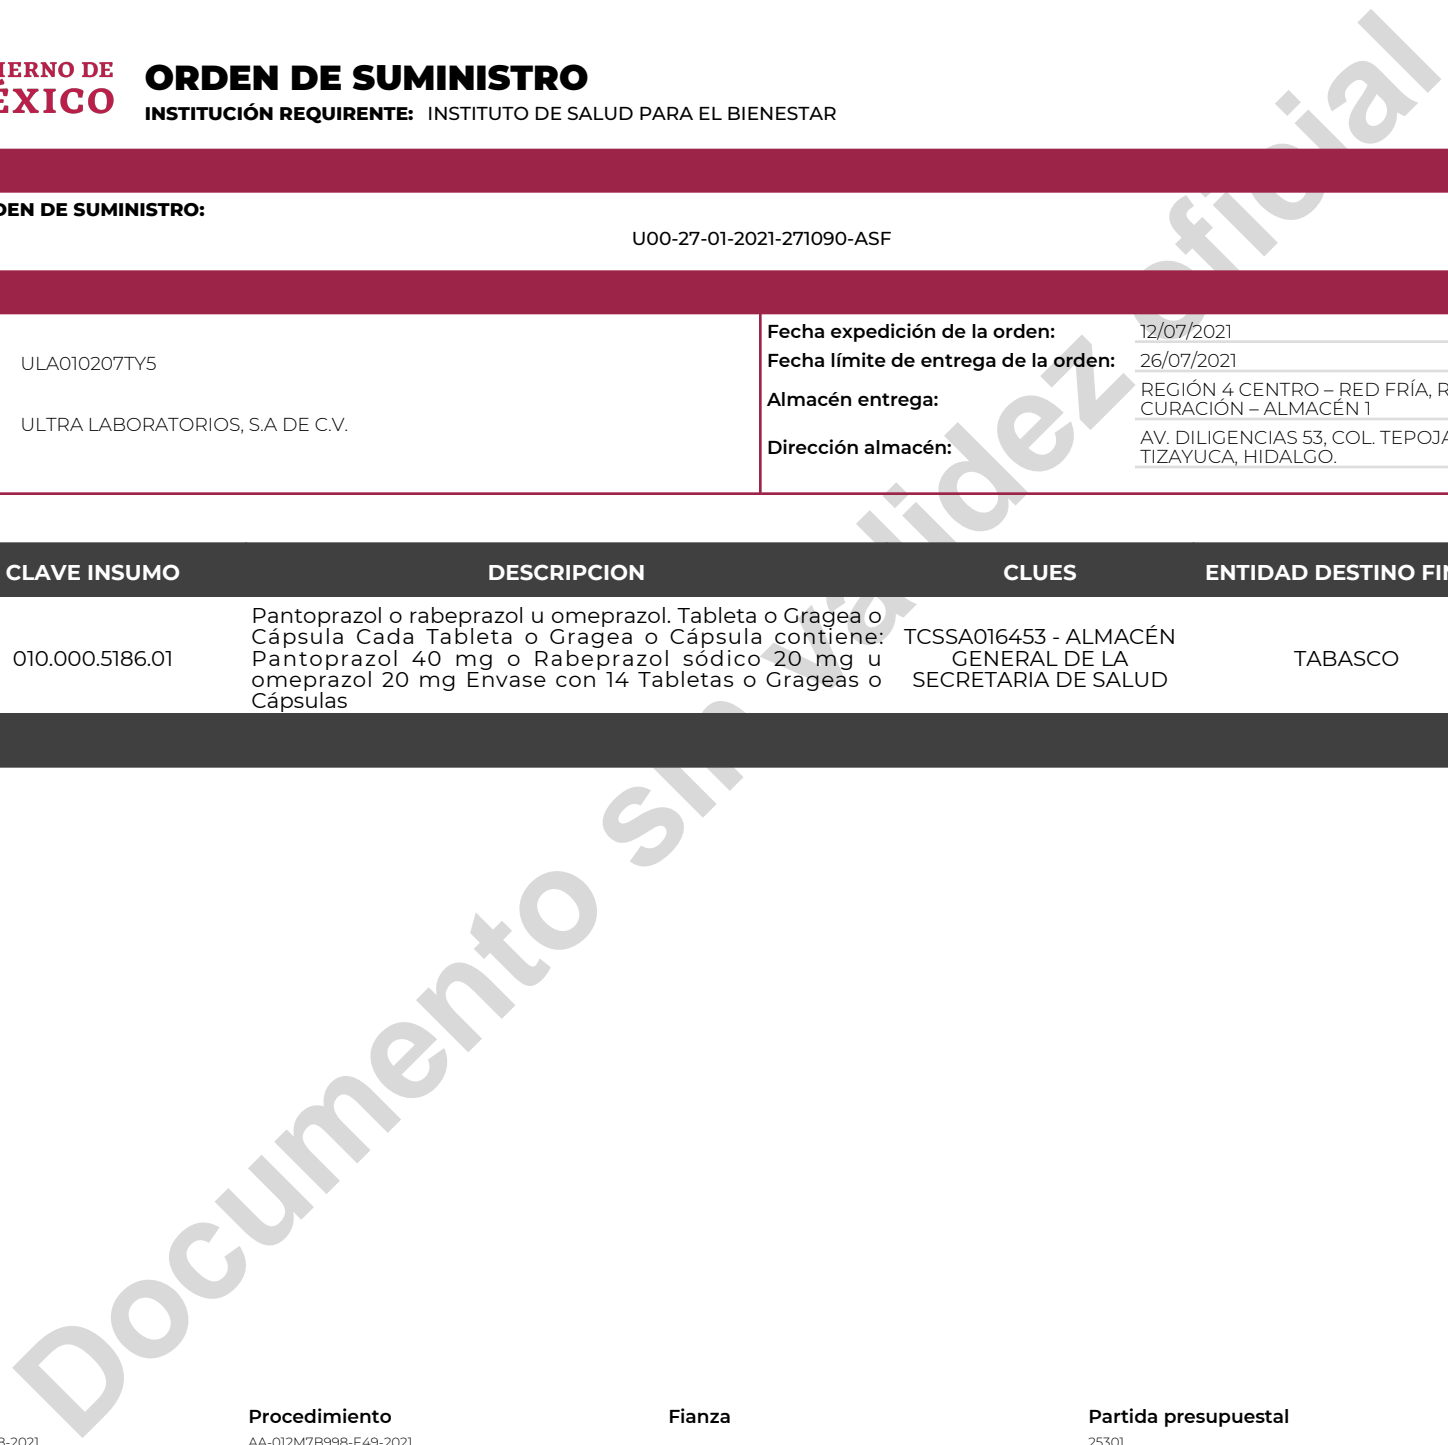 ORDEN DE SUMINISTRO
INSTITUCIÓN REQUIRENTE: INSTITUTO DE SALUD PARA EL BIENESTAR
DE
MÉXICO
DE SUMINISTRO:
U00-27-01-2021-271090-ASF
ULA010207TY5
ULTRA LABORATORIOS, S.A DE C.V.
Fecha expedición de la orden: 12/07/2021
Fecha límite de entrega de la orden: 26/07/2021
Almacén entrega: REGIÓN 4 CENTRO – RED FRÍA,
CURACIÓN – ALMACÉN 1
Dirección almacén: AV. DILIGENCIAS 53, COL.
TIZAYUCA, HIDALGO.
CLAVE INSUMO DESCRIPCION CLUES ENTIDAD DESTINO
010.000.5186.01
Pantoprazol o rabeprazol u omeprazol. Tableta o Gragea o
Cápsula Cada Tableta o Gragea o Cápsula contiene:
Pantoprazol 40 mg o Rabeprazol sódico 20 mg u
omeprazol 20 mg Envase con 14 Tabletas o Grageas o
Cápsulas
TCSSA016453 - ALMACÉN
GENERAL DE LA
SECRETARIA DE SALUD
TABASCO
Documento sin validez oficial
Procedimiento Fianza Partida presupuestal
AA-012M7B998-E49-2021 25301